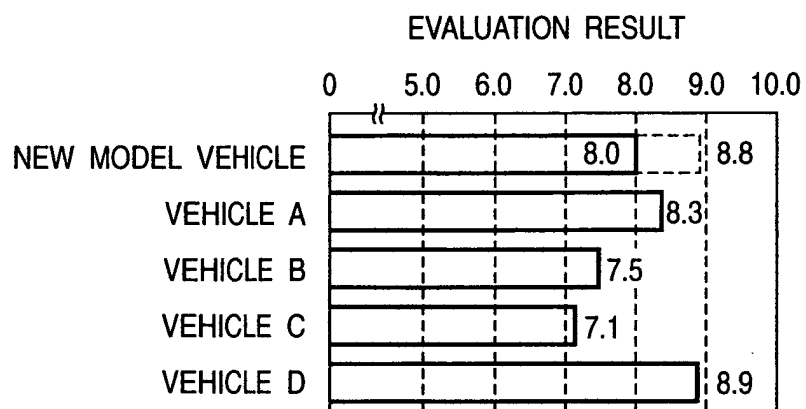 EVALUATION RESULT
0 5.0 6.0 7.0 8.0 9.0 10.0
NEW MODEL VEHICLE 8.0 8.8
VEHICLE A 8.3
VEHICLE B 7.5
VEHICLE C 7.1
VEHICLE D 8.9